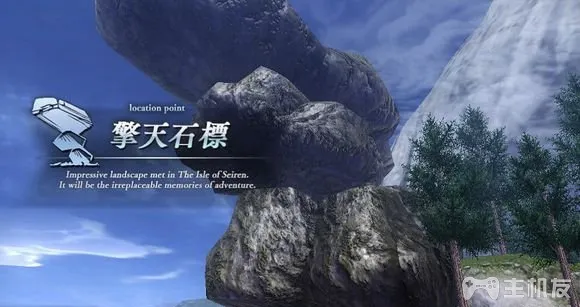 location point
擎天石標
Impressive landscape met in The Isle of Seiren.
It will be the irreplaceable memories of adventure.
主机友